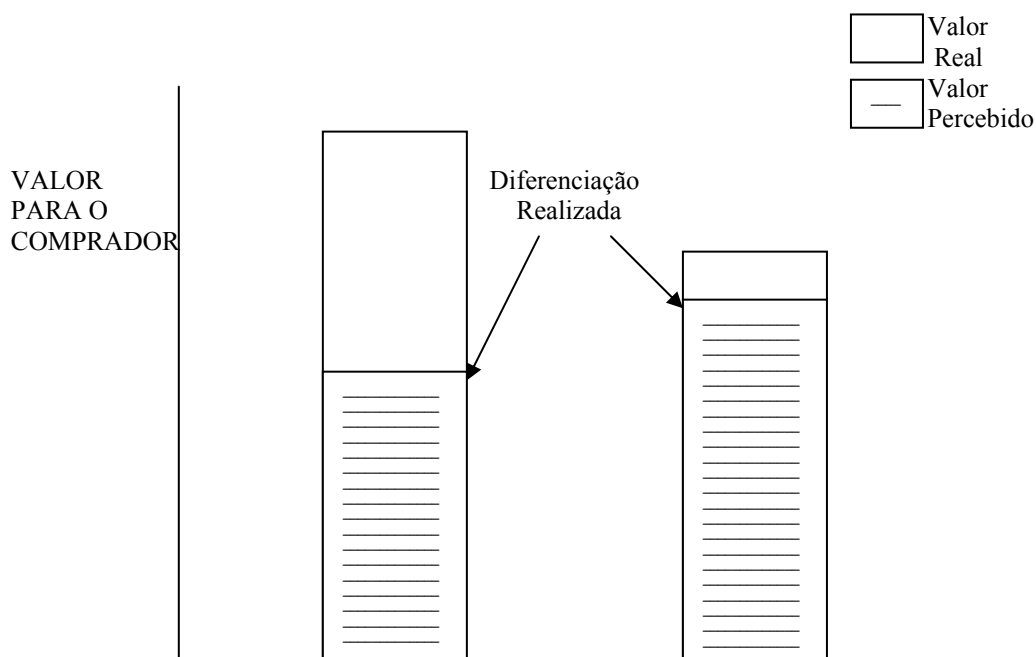 Valor
Real
Valor
Percebido
VALOR
PARA O
COMPRADOR
Diferenciação
Realizada